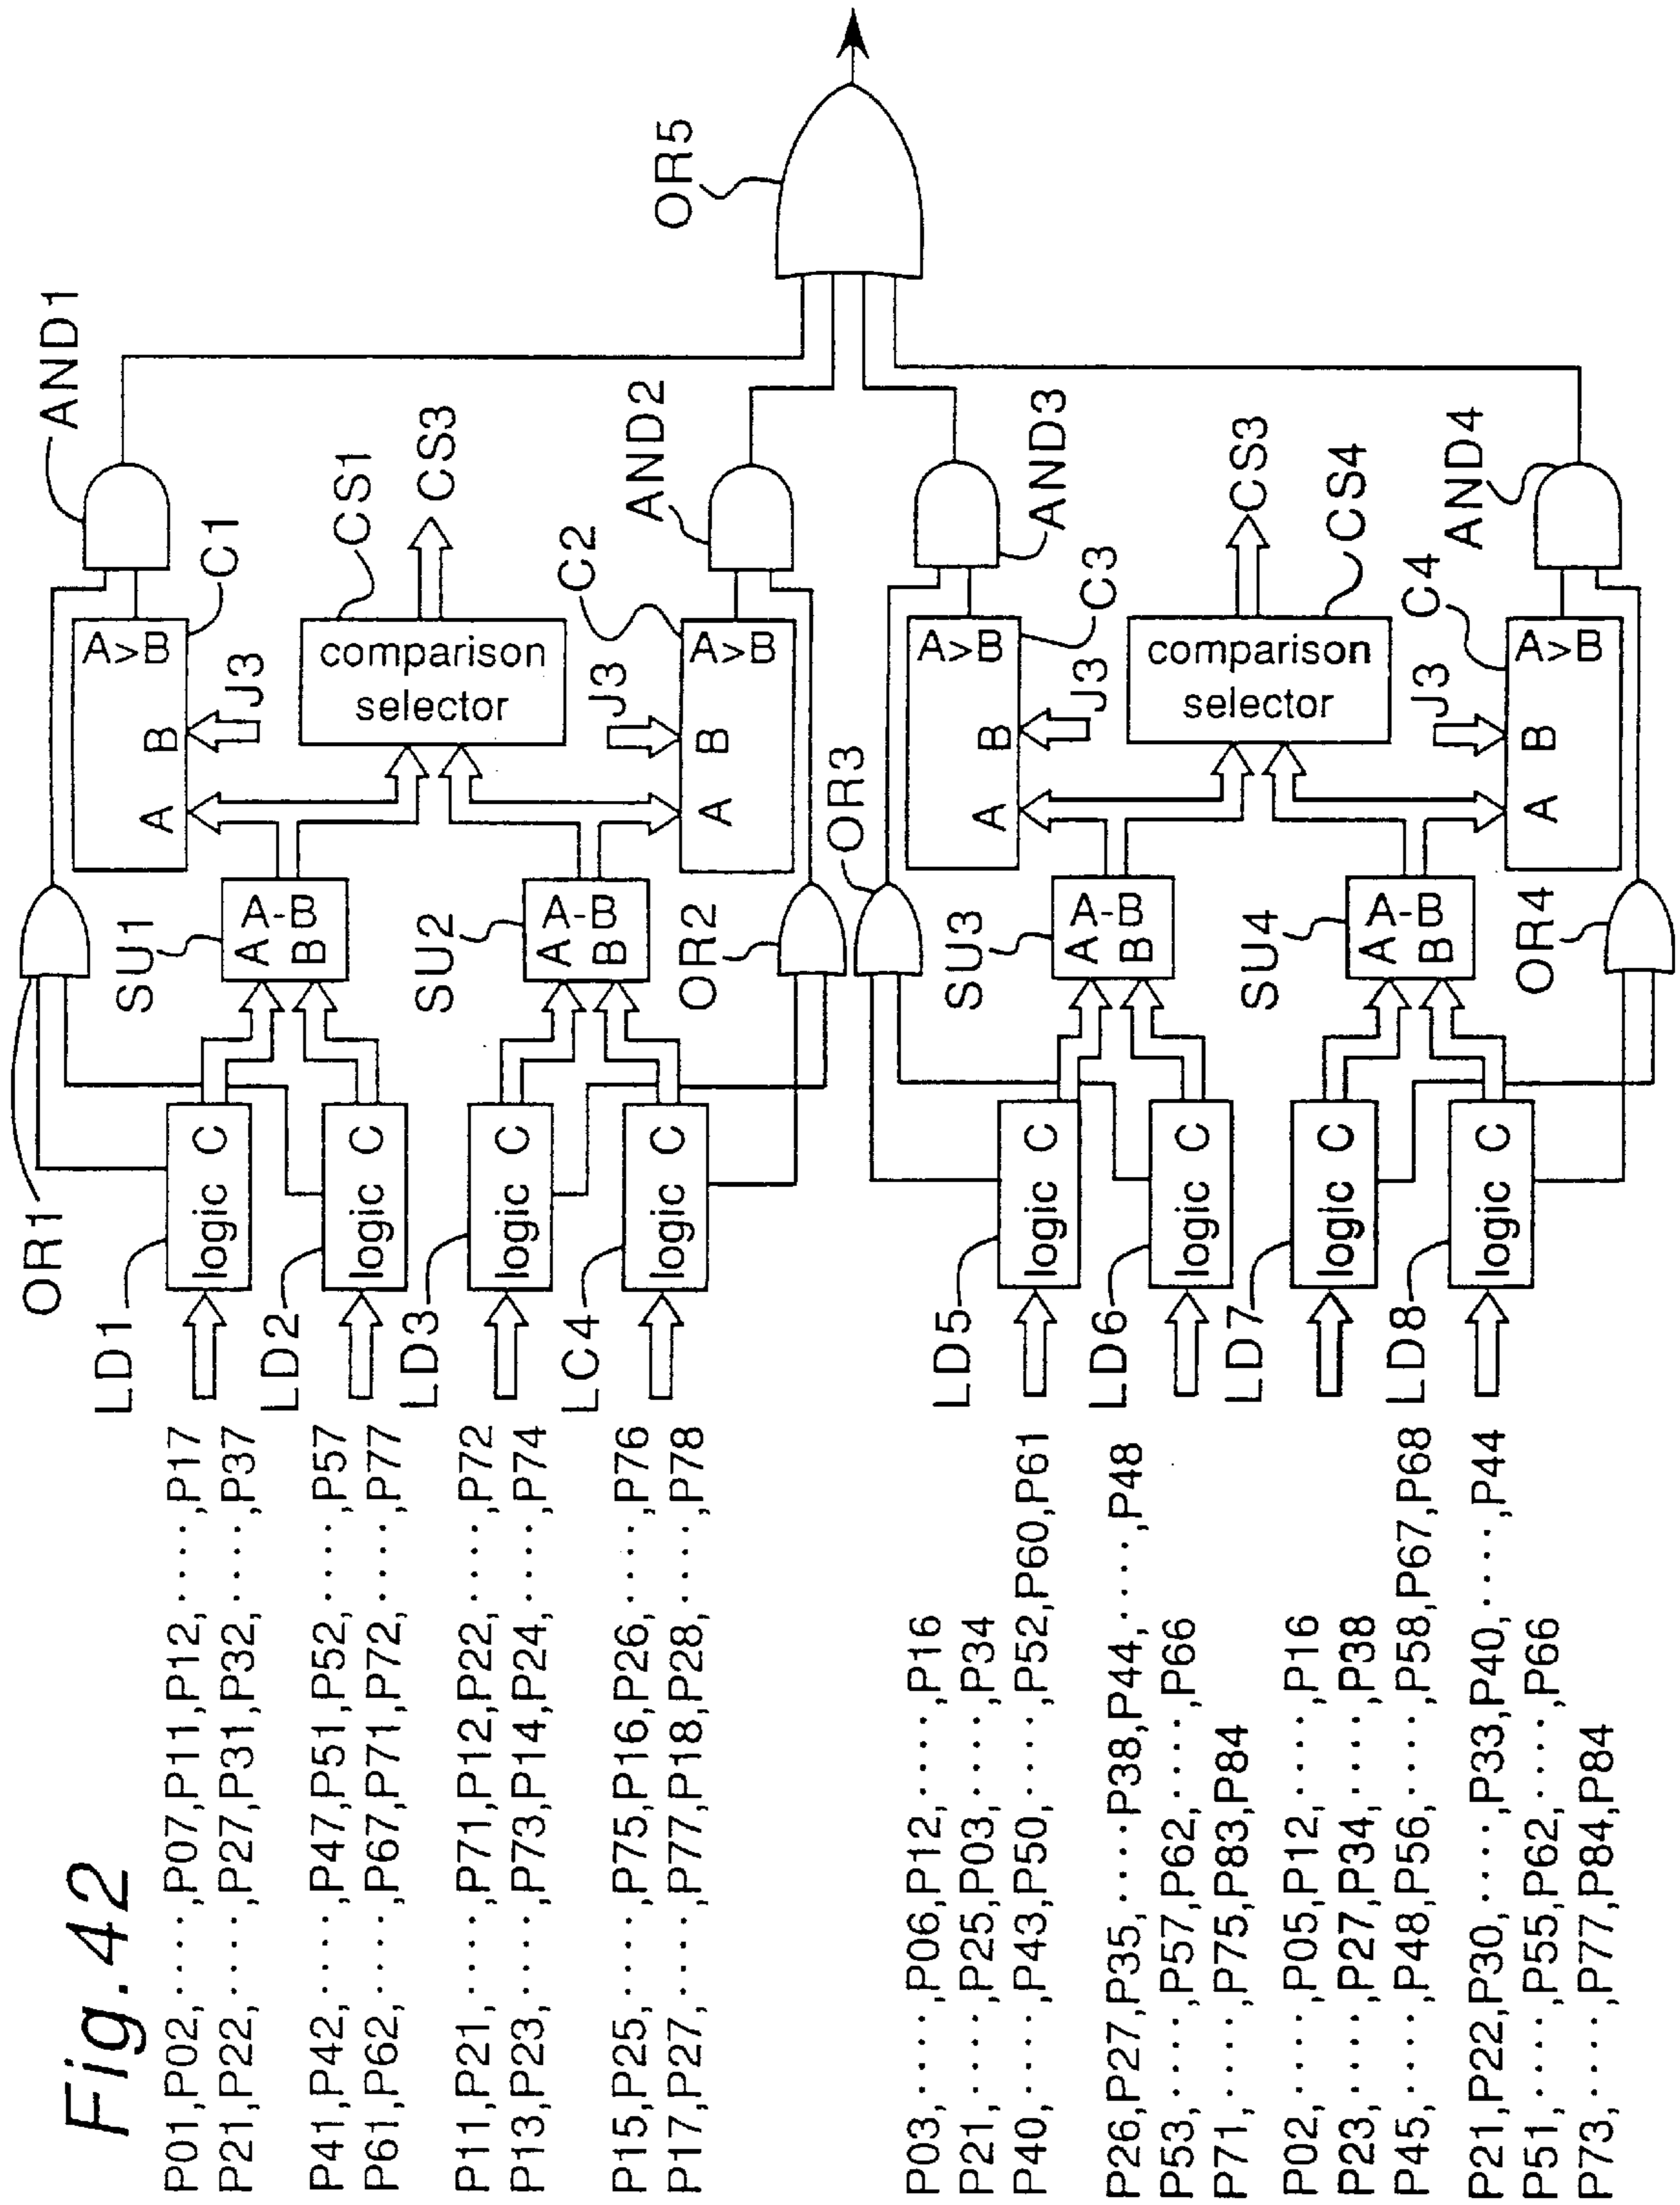 Fig.42
P01,P02,·····,P07,P11,P12,·····,P17
P21,P22,·····,P27,P31,P32,·····,P37
P41,P42,·····,P47,P51,P52,·····,P57
P61,P62,·····,P67,P71,P72,·····,P77
P11,P21,·····,P71,P12,P22,·····,P72
P13,P23,·····,P73,P14,P24,·····,P74
P15,P25,·····,P75,P16,P26,·····,P76
P17,P27,·····,P77,P18,P28,·····,P78
P03,·····,P06,P12,·····,P16
P21,·····,P25,P03,·····,P34
P40,·····,P43,P50,·····,P52,P60,P61
P26,P27,P35,·····P38,P44,·····,P48
P53,·····,P57,P62,·····,P66
P71,·····,P75,P83,P84
P02,·····,P05,P12,·····,P16
P23,·····,P27,P34,·····,P38
P45,·····,P48,P56,·····,P58,P67,P68
P21,P22,P30,·····,P33,P40,·····,P44
P51,·····,P55,P62,·····,P66
P73,·····,P77,P84,P84
OR1
LD1
logic C
LD2
logic C
LD3
logic C
LC4
logic C
LD5
logic C
LD6
logic C
LD7
logic C
LD8
logic C
SU1
A-B
A
B
SU2
A-B
A
B
OR2
OR3
SU3
A-B
A
B
SU4
A-B
A
B
OR4
A B A>B
C1
J3
comparison
selector
CS1
CS3
J3
C2
A B A>B
A B A>B
C3
J3
comparison
selector
CS3
CS4
J3
C4
A B A>B
AND1
AND2
AND3
AND4
OR5